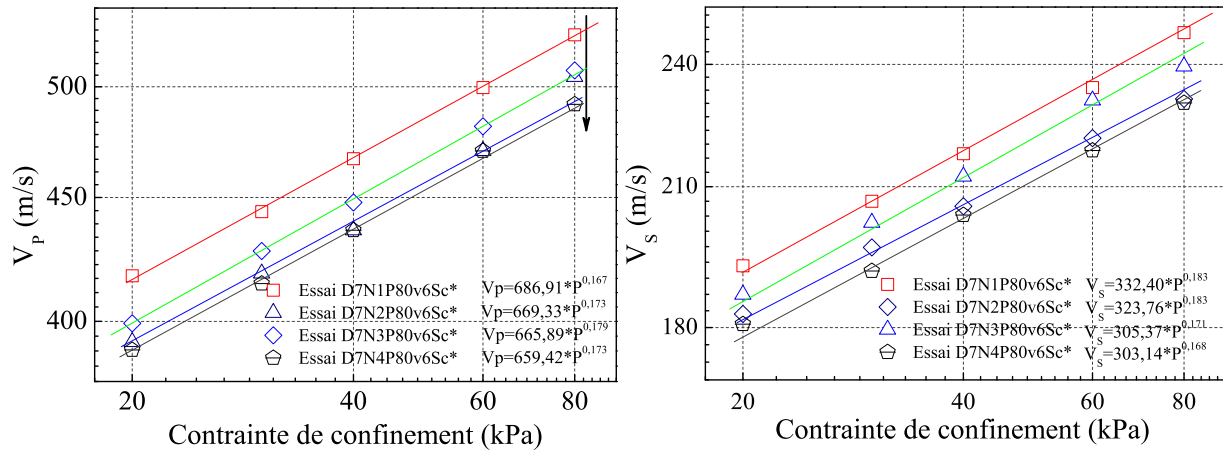 500
450
400
20
40
60
80
V_P (m/s)
Contrainte de confinement (kPa)
Essai D7N1P80v6Sc* Vp=686,91*P^0,167
Essai D7N2P80v6Sc* Vp=669,33*P^0,173
Essai D7N3P80v6Sc* Vp=665,89*P^0,179
Essai D7N4P80v6Sc* Vp=659,42*P^0,173
240
210
180
20
40
60
80
V_S (m/s)
Contrainte de confinement (kPa)
Essai D7N1P80v6Sc* V_S=332,40*P^0,183
Essai D7N2P80v6Sc* V_S=323,76*P^0,183
Essai D7N3P80v6Sc* V_S=305,37*P^0,171
Essai D7N4P80v6Sc* V_S=303,14*P^0,168